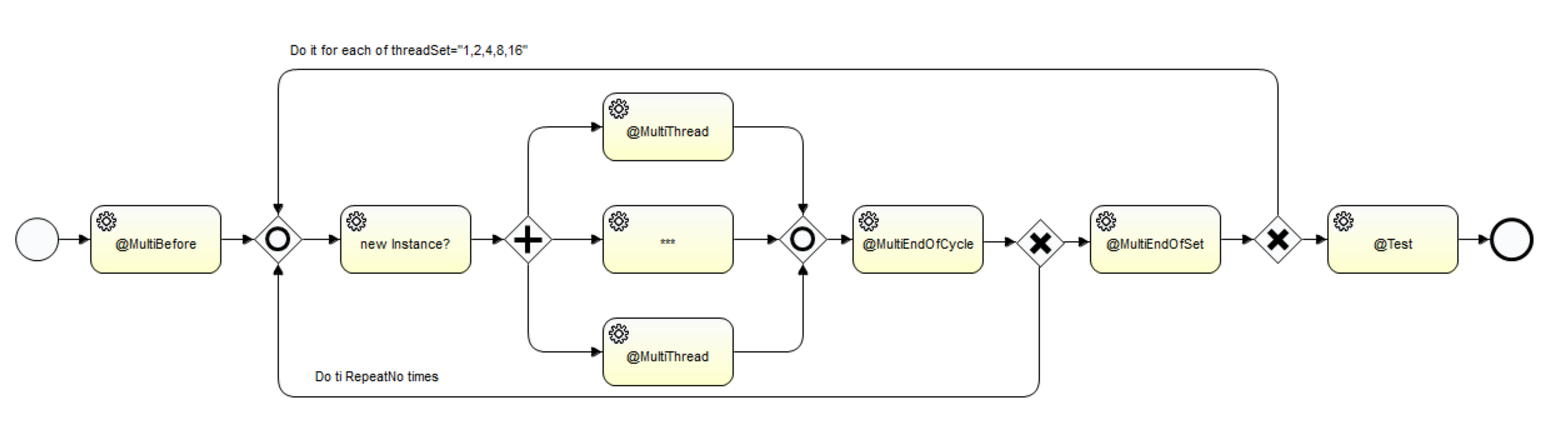 Do it for each of threadSet="1,2,4,8,16"
@MultiThread
@MultiBefore
new Instance?
***
@MultiEndOfCycle
@MultiEndOfSet
@Test
@MultiThread
Do ti RepeatNo times